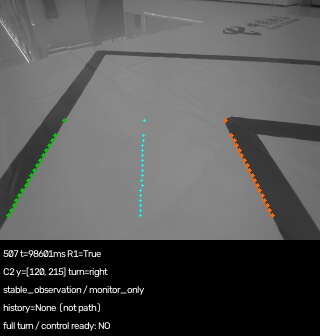 507 t=98601ms R1=True
C2 y=[120, 215] turn=right
stable_observation / monitor_only
history=None (not path)
full turn / control ready: NO